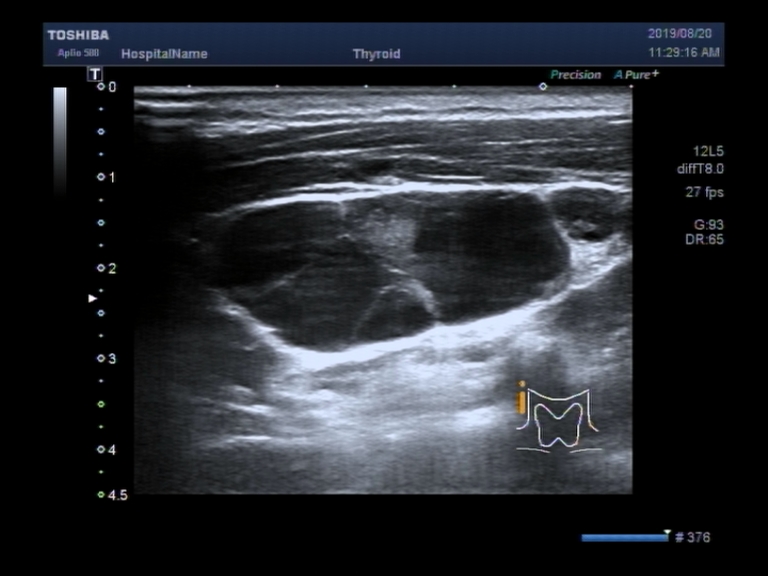 TOSHIBA
2019/08/20
Aplio 500 HospitalName Thyroid 11:29:16 AM
T
Precision A Pure+
0
1
2
3
4
4.5
12L5
diffT8.0
27 fps
G:93
DR:65
# 376